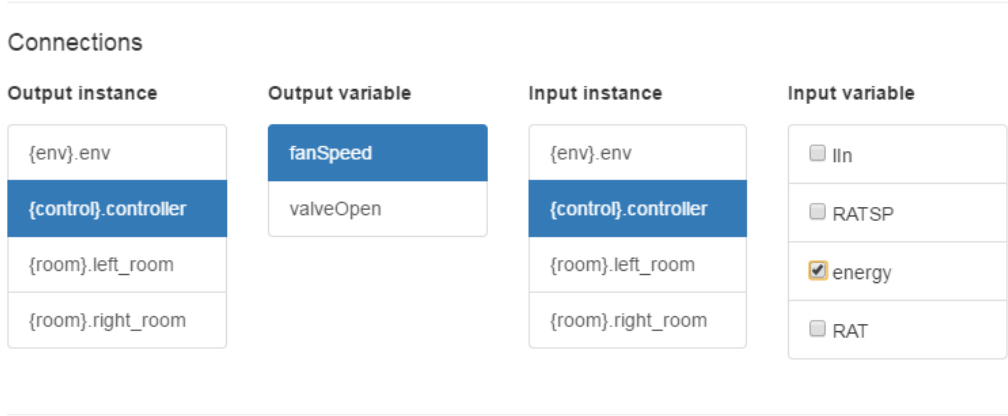 Connections
Output instance
{env}.env
{control}.controller
{room}.left_room
{room}.right_room
Output variable
fanSpeed
valveOpen
Input instance
{env}.env
{control}.controller
{room}.left_room
{room}.right_room
Input variable
lIn
RATSP
energy
RAT